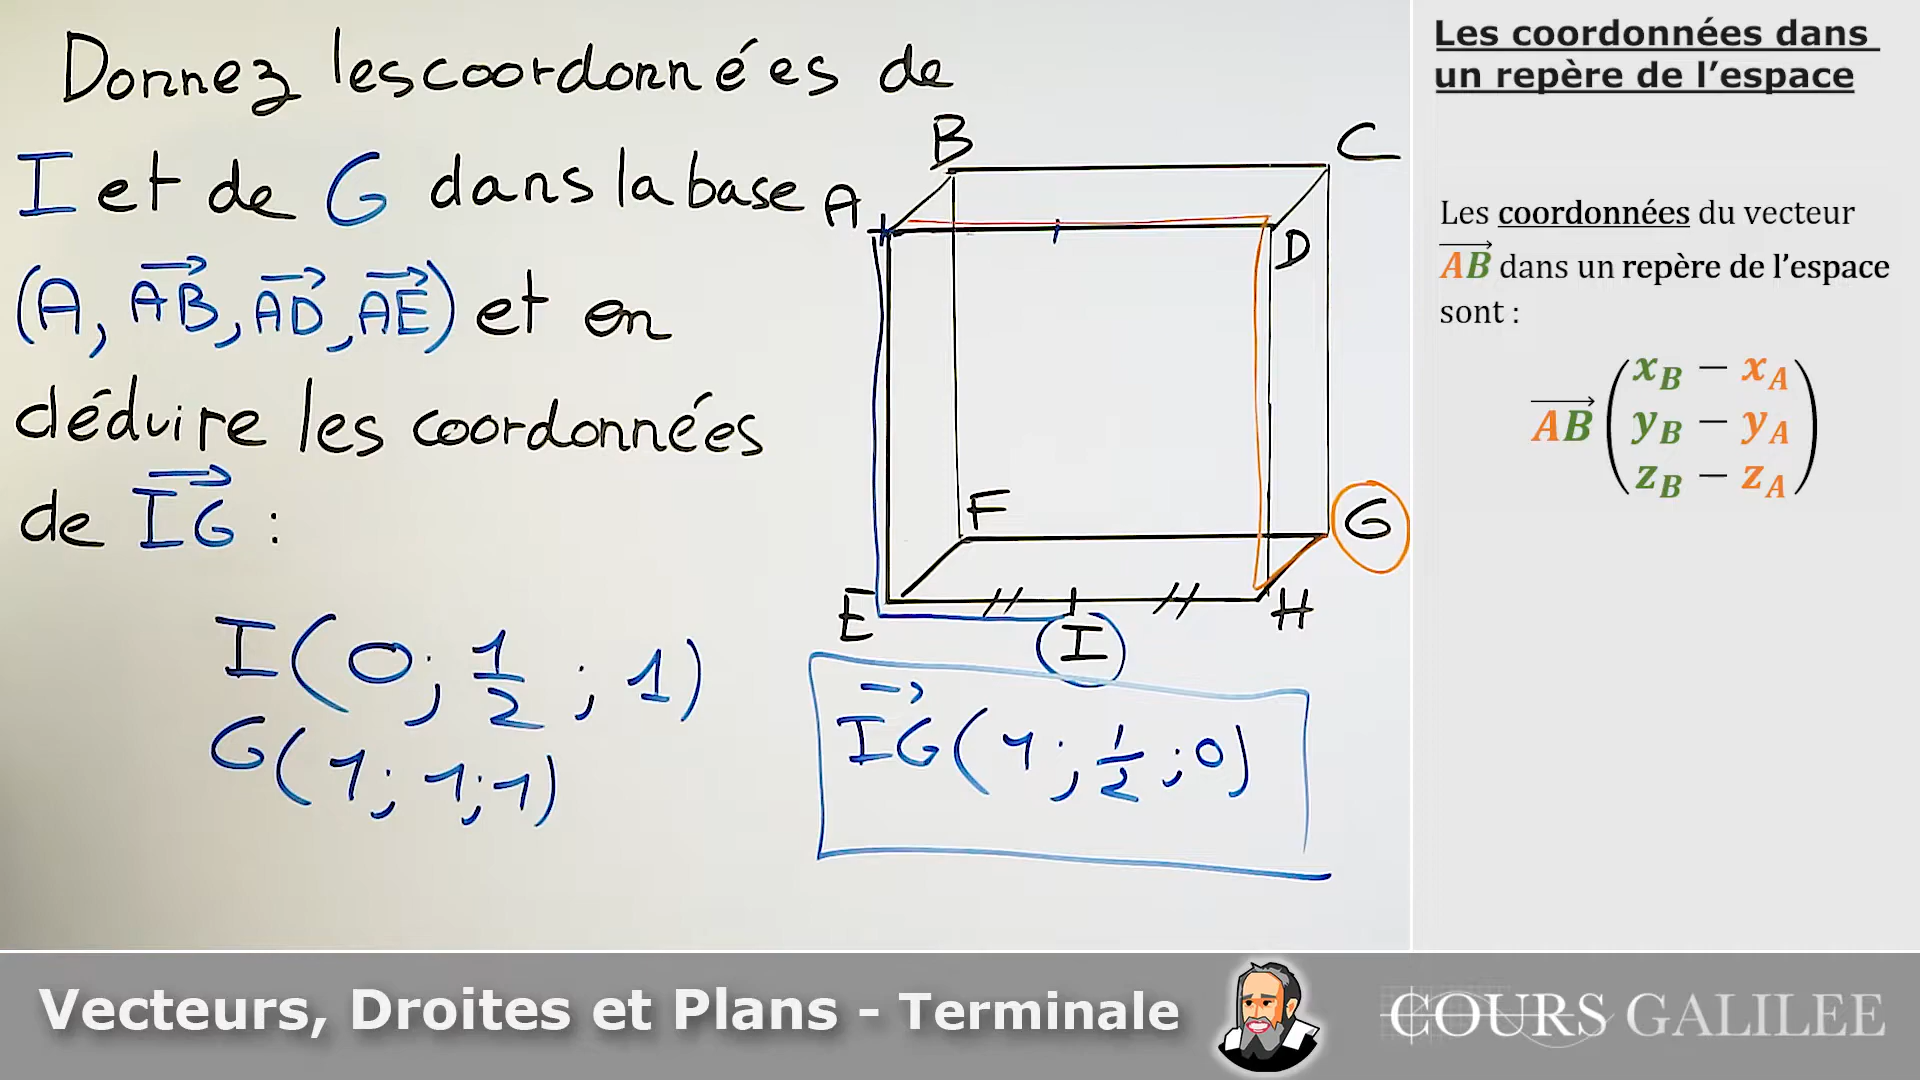 Donnez les coordonnées de
I et de G dans la base
(A, AB, AD, AE) et en
déduire les coordonnées
de IG :
I(0; 1/2 ; 1)
G(1; 1; 1)
B
C
A
D
F
G
E
H
I
IG(1; 1/2; 0)
Les coordonnées dans
un repère de l’espace
Les coordonnées du vecteur
AB dans un repère de l’espace
sont :
AB
xB − xA
yB − yA
zB − zA
Vecteurs, Droites et Plans - Terminale
COURS GALILEE